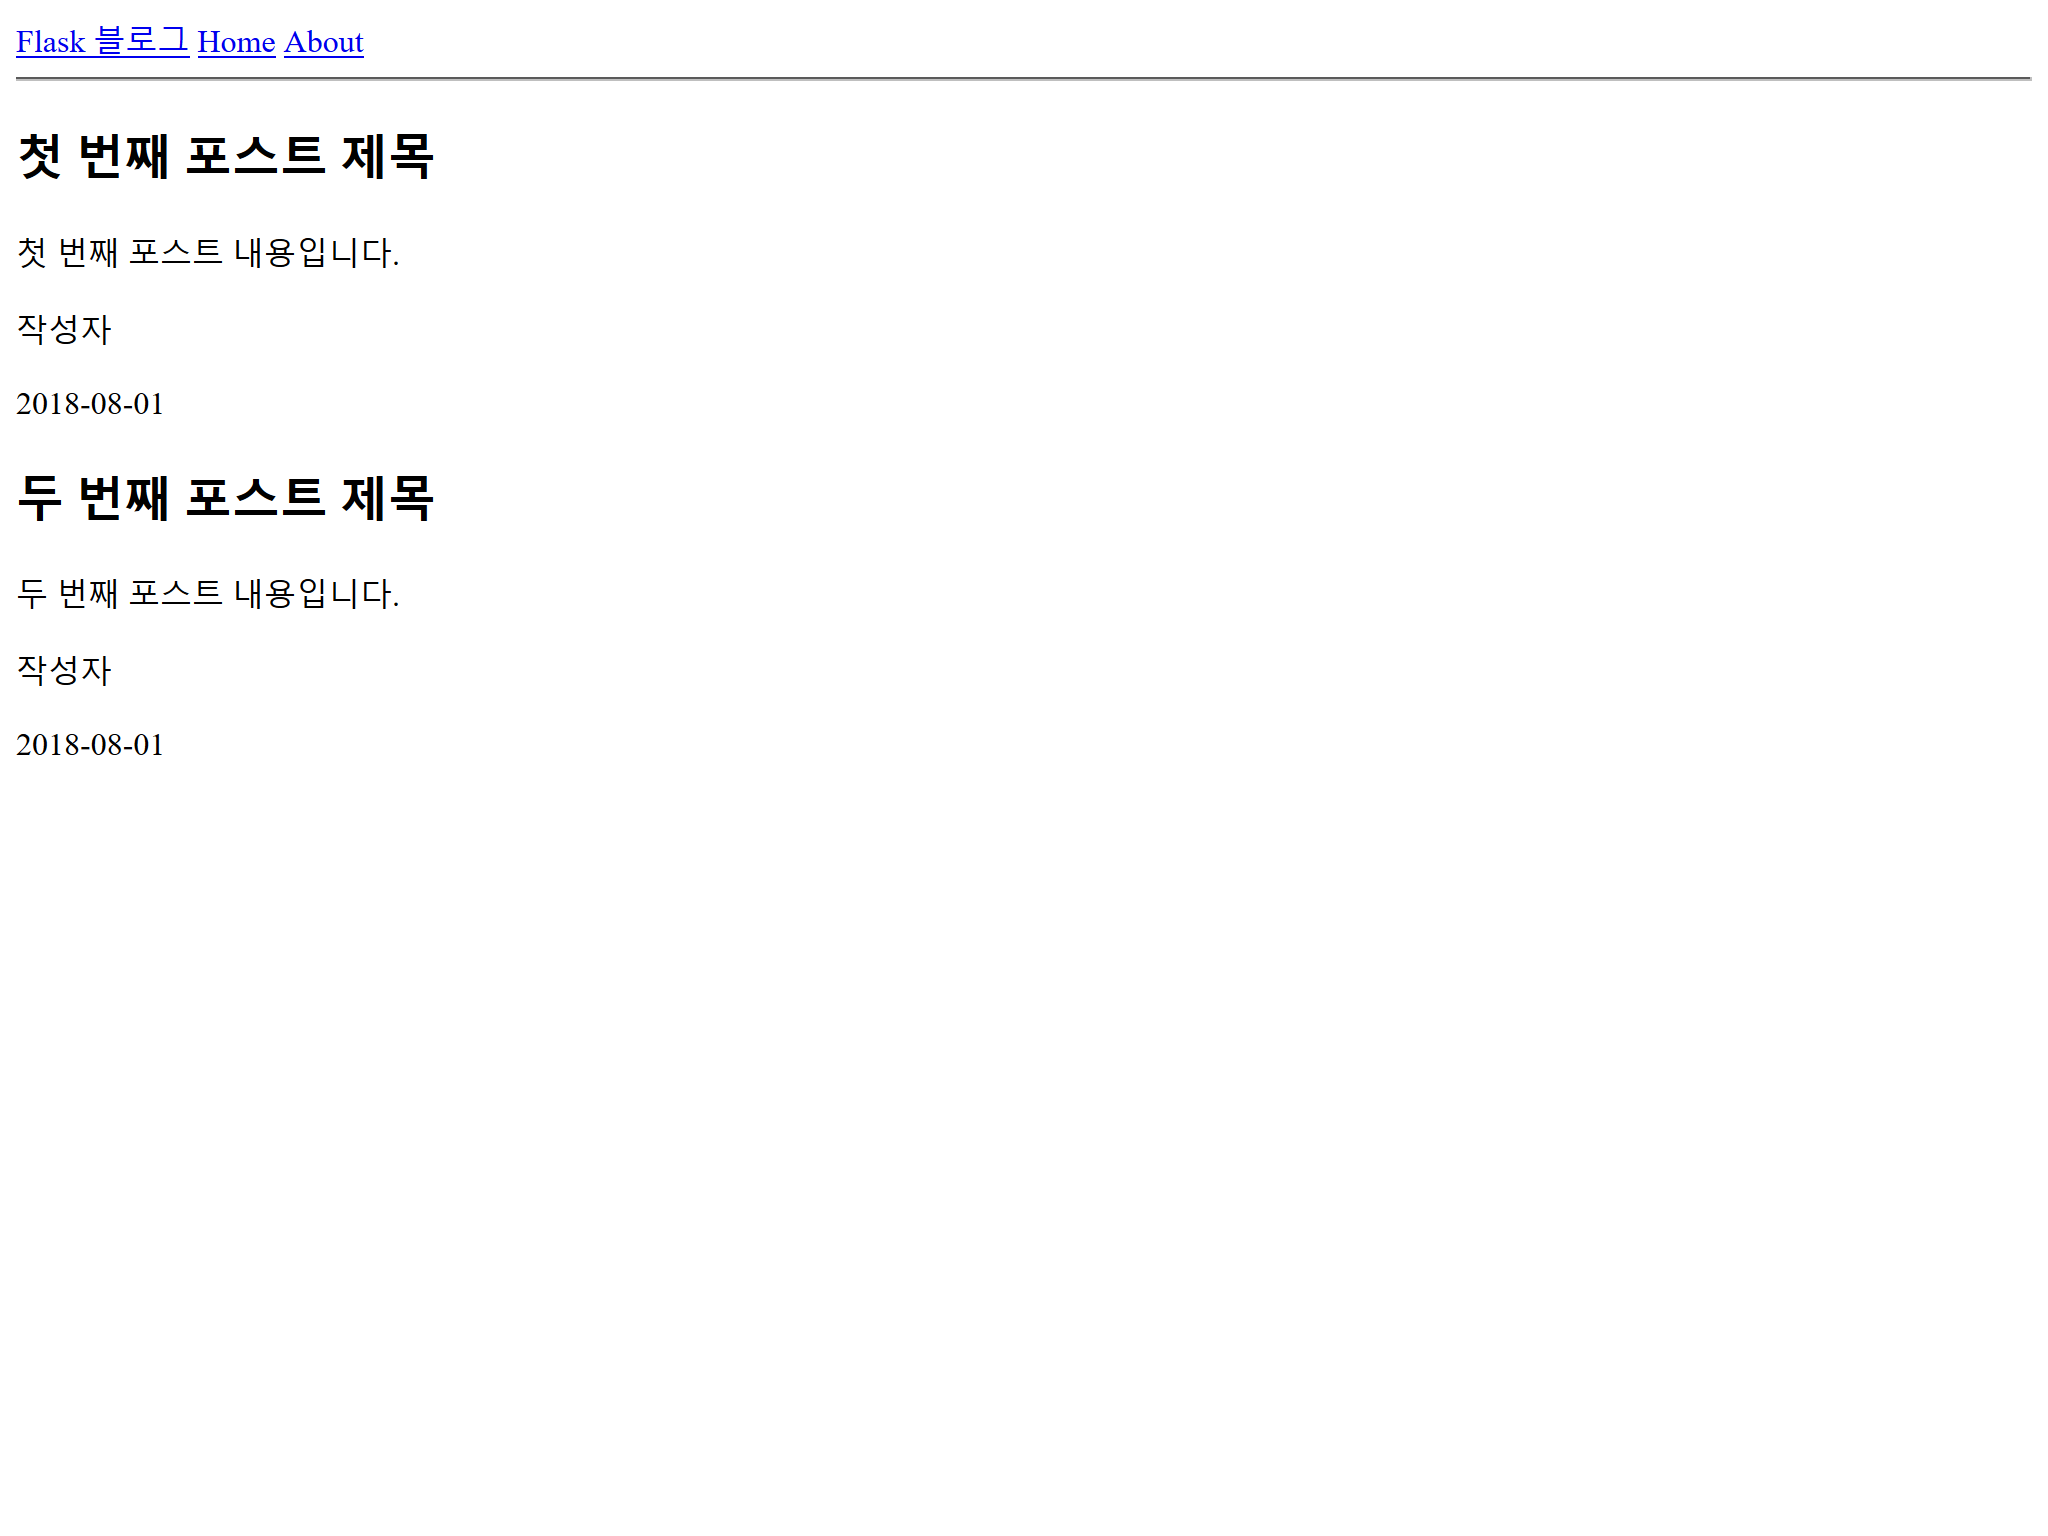 Flask 블로그 Home About
첫 번째 포스트 제목
첫 번째 포스트 내용입니다.
작성자
2018-08-01
두 번째 포스트 제목
두 번째 포스트 내용입니다.
작성자
2018-08-01